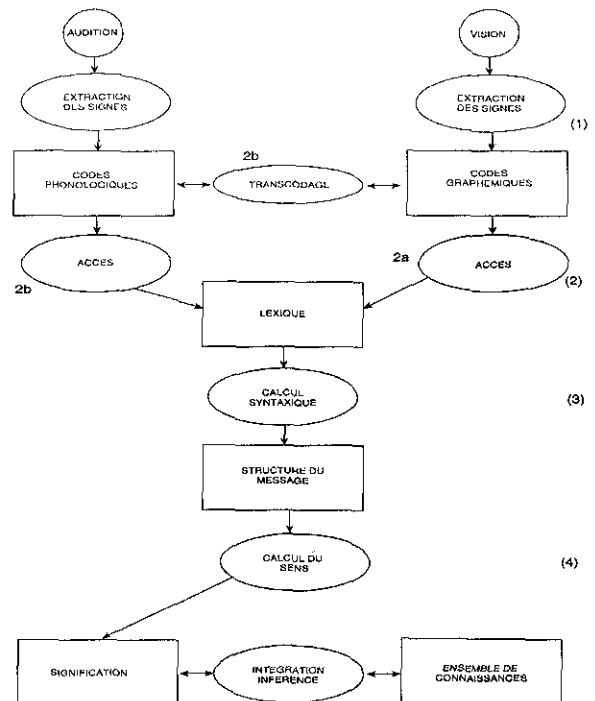 AUDITION
VISION
EXTRACTION
DES SIGNES
EXTRACTION
DES SIGNES
(1)
CODES
PHONOLOGIQUES
2b
TRANSCODAGE
CODES
GRAPHEMIQUES
ACCES
2b
2a
ACCES
(2)
LEXIQUE
CALCUL
SYNTAXIQUE
(3)
STRUCTURE DU
MESSAGE
CALCUL DU
SENS
(4)
SIGNIFICATION
INTEGRATION
INFERENCE
ENSEMBLE DE
CONNAISSANCES